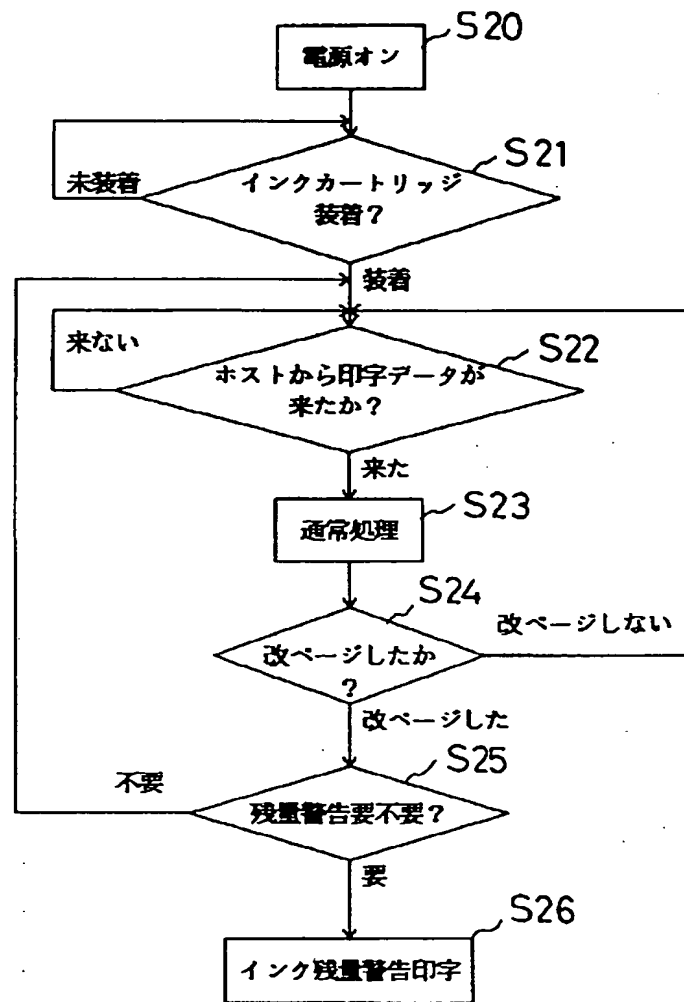 S20
電源オン
S21
インクカートリッジ
装着?
未装着
装着
来ない
S22
ホストから印字データが
来たか?
来た
S23
通常処理
S24
改ページしない
改ページしたか
?
改ページした
S25
不要
残量警告要不要?
要
S26
インク残量警告印字